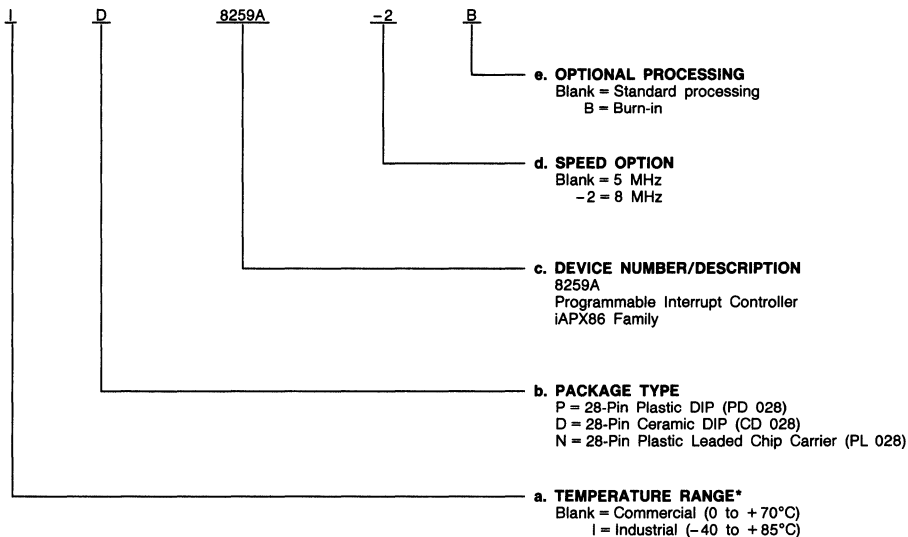 I D 8259A -2 B
e. OPTIONAL PROCESSING
Blank = Standard processing
B = Burn-in
d. SPEED OPTION
Blank = 5 MHz
-2 = 8 MHz
c. DEVICE NUMBER/DESCRIPTION
8259A
Programmable Interrupt Controller
iAPX86 Family
b. PACKAGE TYPE
P = 28-Pin Plastic DIP (PD 028)
D = 28-Pin Ceramic DIP (CD 028)
N = 28-Pin Plastic Leaded Chip Carrier (PL 028)
a. TEMPERATURE RANGE*
Blank = Commercial (0 to +70°C)
I = Industrial (-40 to +85°C)